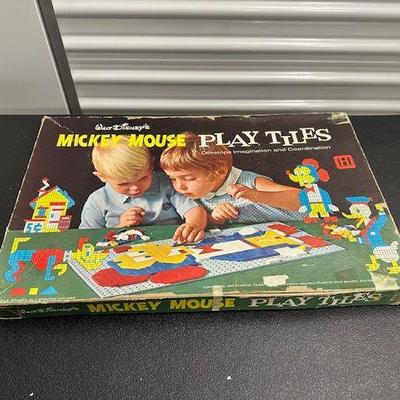 Walt Disney's
MICKEY MOUSE PLAY TILES
Develops Imagination and Coordination
Walt Disney's MICKEY MOUSE PLAY TILES